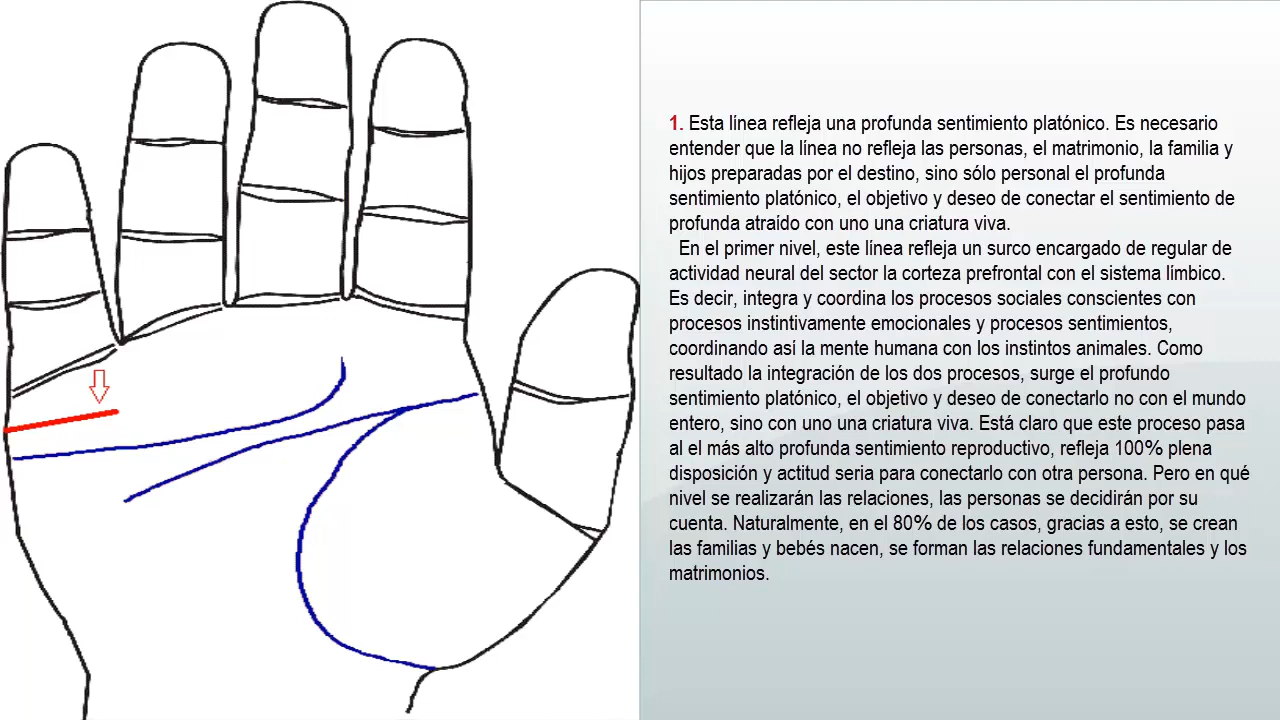 1. Esta línea refleja una profunda sentimiento platónico. Es necesario
entender que la línea no refleja las personas, el matrimonio, la familia y
hijos preparadas por el destino, sino sólo personal el profunda
sentimiento platónico, el objetivo y deseo de conectar el sentimiento de
profunda atraído con uno una criatura viva.
En el primer nivel, este línea refleja un surco encargado de regular de
actividad neural del sector la corteza prefrontal con el sistema límbico.
Es decir, integra y coordina los procesos sociales conscientes con
procesos instintivamente emocionales y procesos sentimientos,
coordinando así la mente humana con los instintos animales. Como
resultado la integración de los dos procesos, surge el profundo
sentimiento platónico, el objetivo y deseo de conectarlo no con el mundo
entero, sino con uno una criatura viva. Está claro que este proceso pasa
al el más alto profunda sentimiento reproductivo, refleja 100% plena
disposición y actitud seria para conectarlo con otra persona. Pero en qué
nivel se realizarán las relaciones, las personas se decidirán por su
cuenta. Naturalmente, en el 80% de los casos, gracias a esto, se crean
las familias y bebés nacen, se forman las relaciones fundamentales y los
matrimonios.